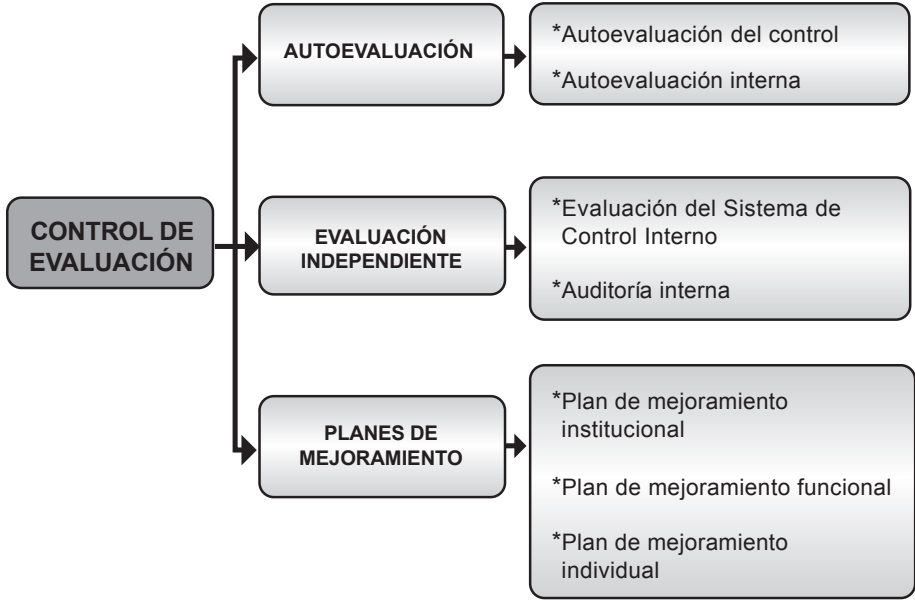 CONTROL DE
EVALUACIÓN
AUTOEVALUACIÓN
*Autoevaluación del control
*Autoevaluación interna
EVALUACIÓN
INDEPENDIENTE
*Evaluación del Sistema de
Control Interno
*Auditoría interna
PLANES DE
MEJORAMIENTO
*Plan de mejoramiento
institucional
*Plan de mejoramiento funcional
*Plan de mejoramiento
individual